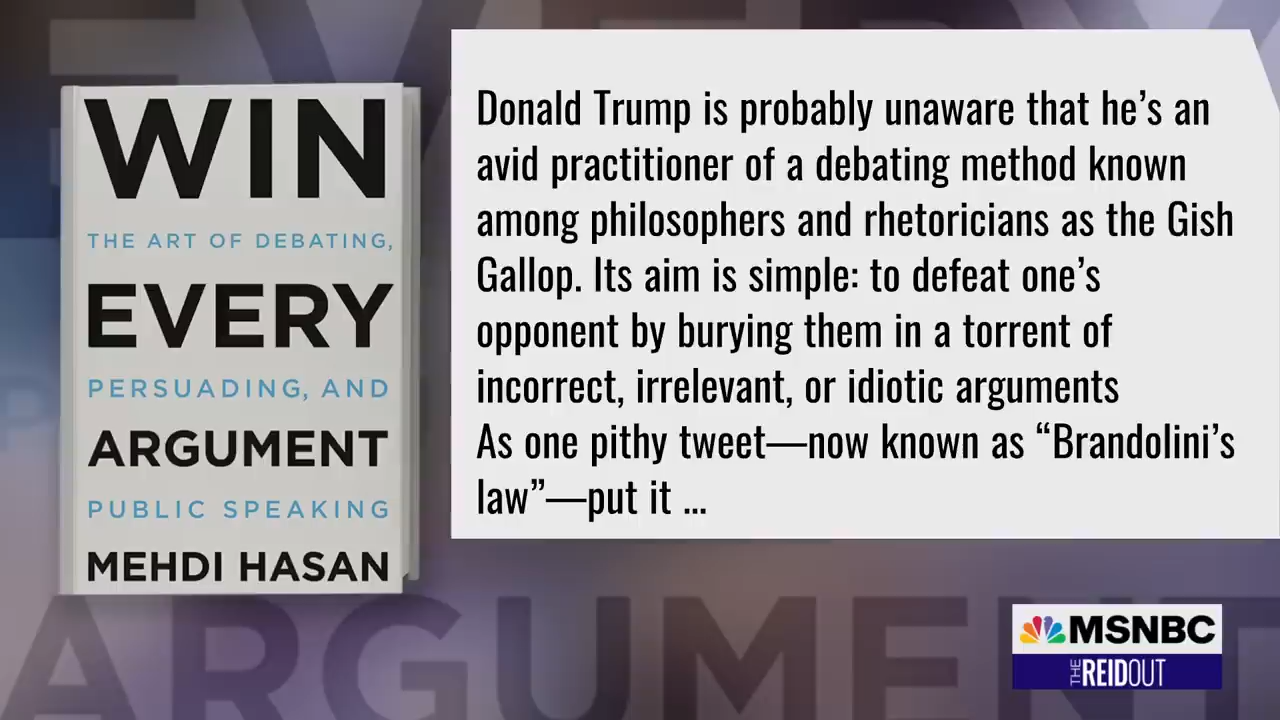 WIN
THE ART OF DEBATING,
EVERY
PERSUADING, AND
ARGUMENT
PUBLIC SPEAKING
MEHDI HASAN
Donald Trump is probably unaware that he’s an
avid practitioner of a debating method known
among philosophers and rhetoricians as the Gish
Gallop. Its aim is simple: to defeat one’s
opponent by burying them in a torrent of
incorrect, irrelevant, or idiotic arguments
As one pithy tweet—now known as “Brandolini’s
law”—put it ...
ARGUMENT
MSNBC
THE REIDOUT